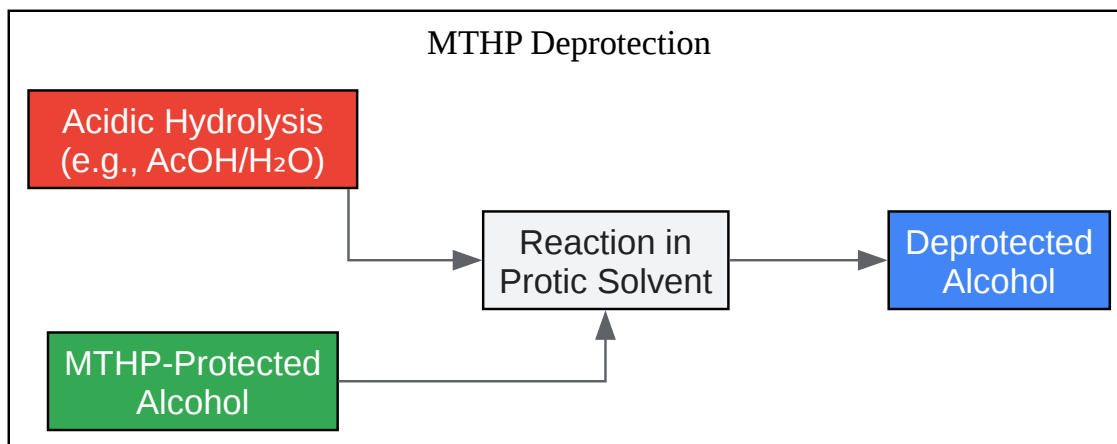 MTHP Deprotection
Acidic Hydrolysis
(e.g., AcOH/H₂O)
Reaction in
Protic Solvent
Deprotected
Alcohol
MTHP-Protected
Alcohol